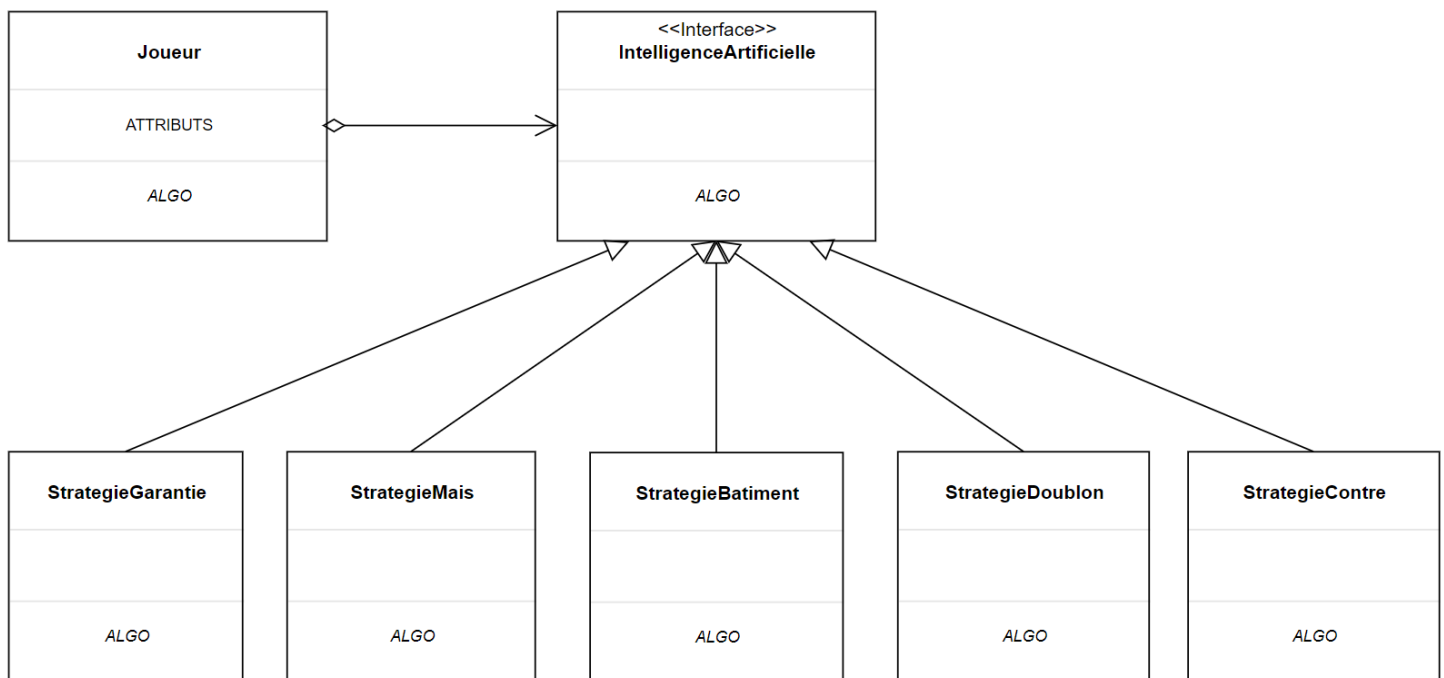 Joueur
ATTRIBUTS
ALGO
<<Interface>>
IntelligenceArtificielle
ALGO
StrategieGarantie
ALGO
StrategieMais
ALGO
StrategieBatiment
ALGO
StrategieDoublon
ALGO
StrategieContre
ALGO